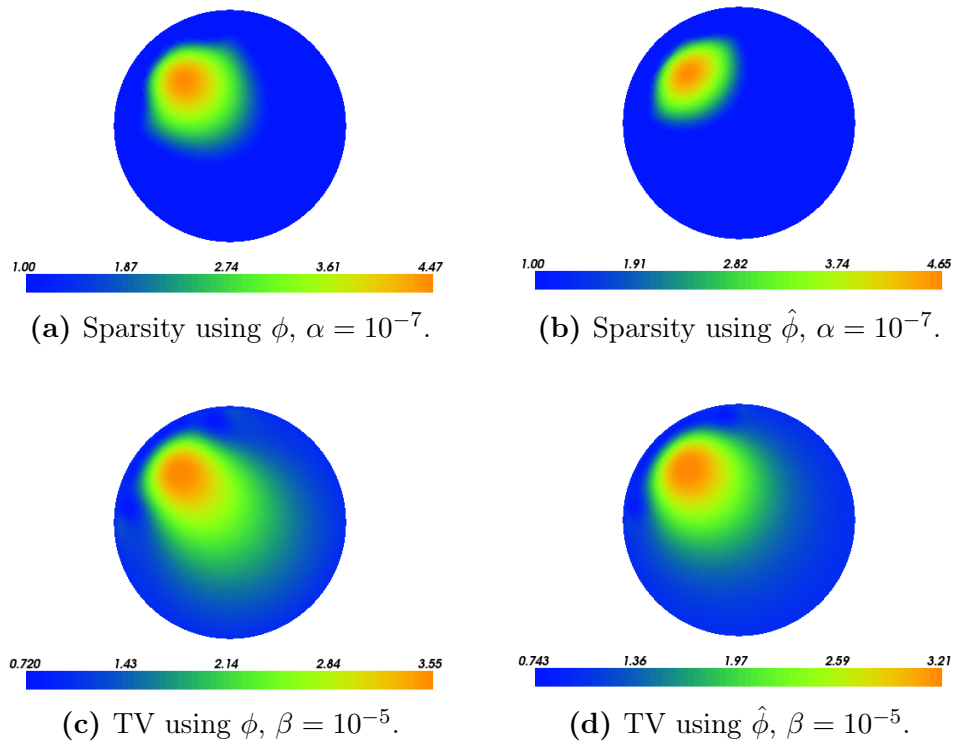 1.00 1.87 2.74 3.61 4.47
1.00 1.91 2.82 3.74 4.65
(a) Sparsity using ϕ, α = 10⁻⁷.
(b) Sparsity using ϕ̂, α = 10⁻⁷.
0.720 1.43 2.14 2.84 3.55
0.743 1.36 1.97 2.59 3.21
(c) TV using ϕ, β = 10⁻⁵.
(d) TV using ϕ̂, β = 10⁻⁵.